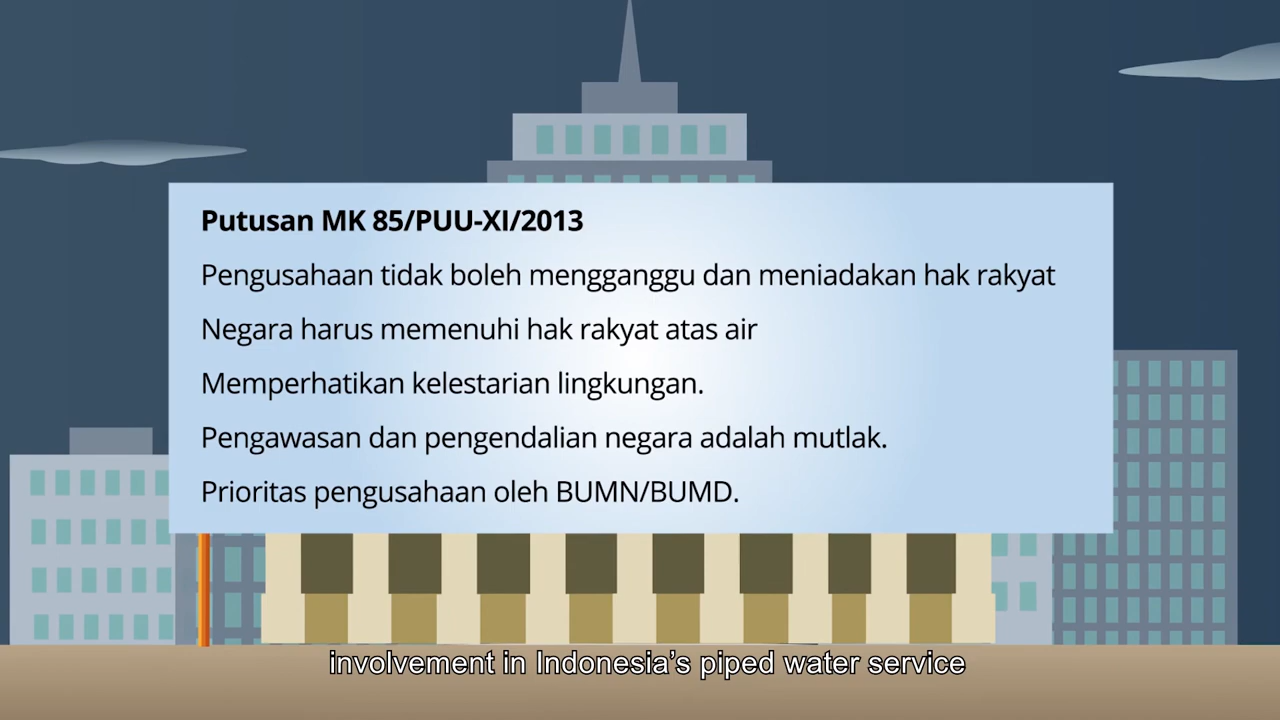 Putusan MK 85/PUU-XI/2013
Pengusahaan tidak boleh mengganggu dan meniadakan hak rakyat
Negara harus memenuhi hak rakyat atas air
Memperhatikan kelestarian lingkungan.
Pengawasan dan pengendalian negara adalah mutlak.
Prioritas pengusahaan oleh BUMN/BUMD.
involvement in Indonesia’s piped water service